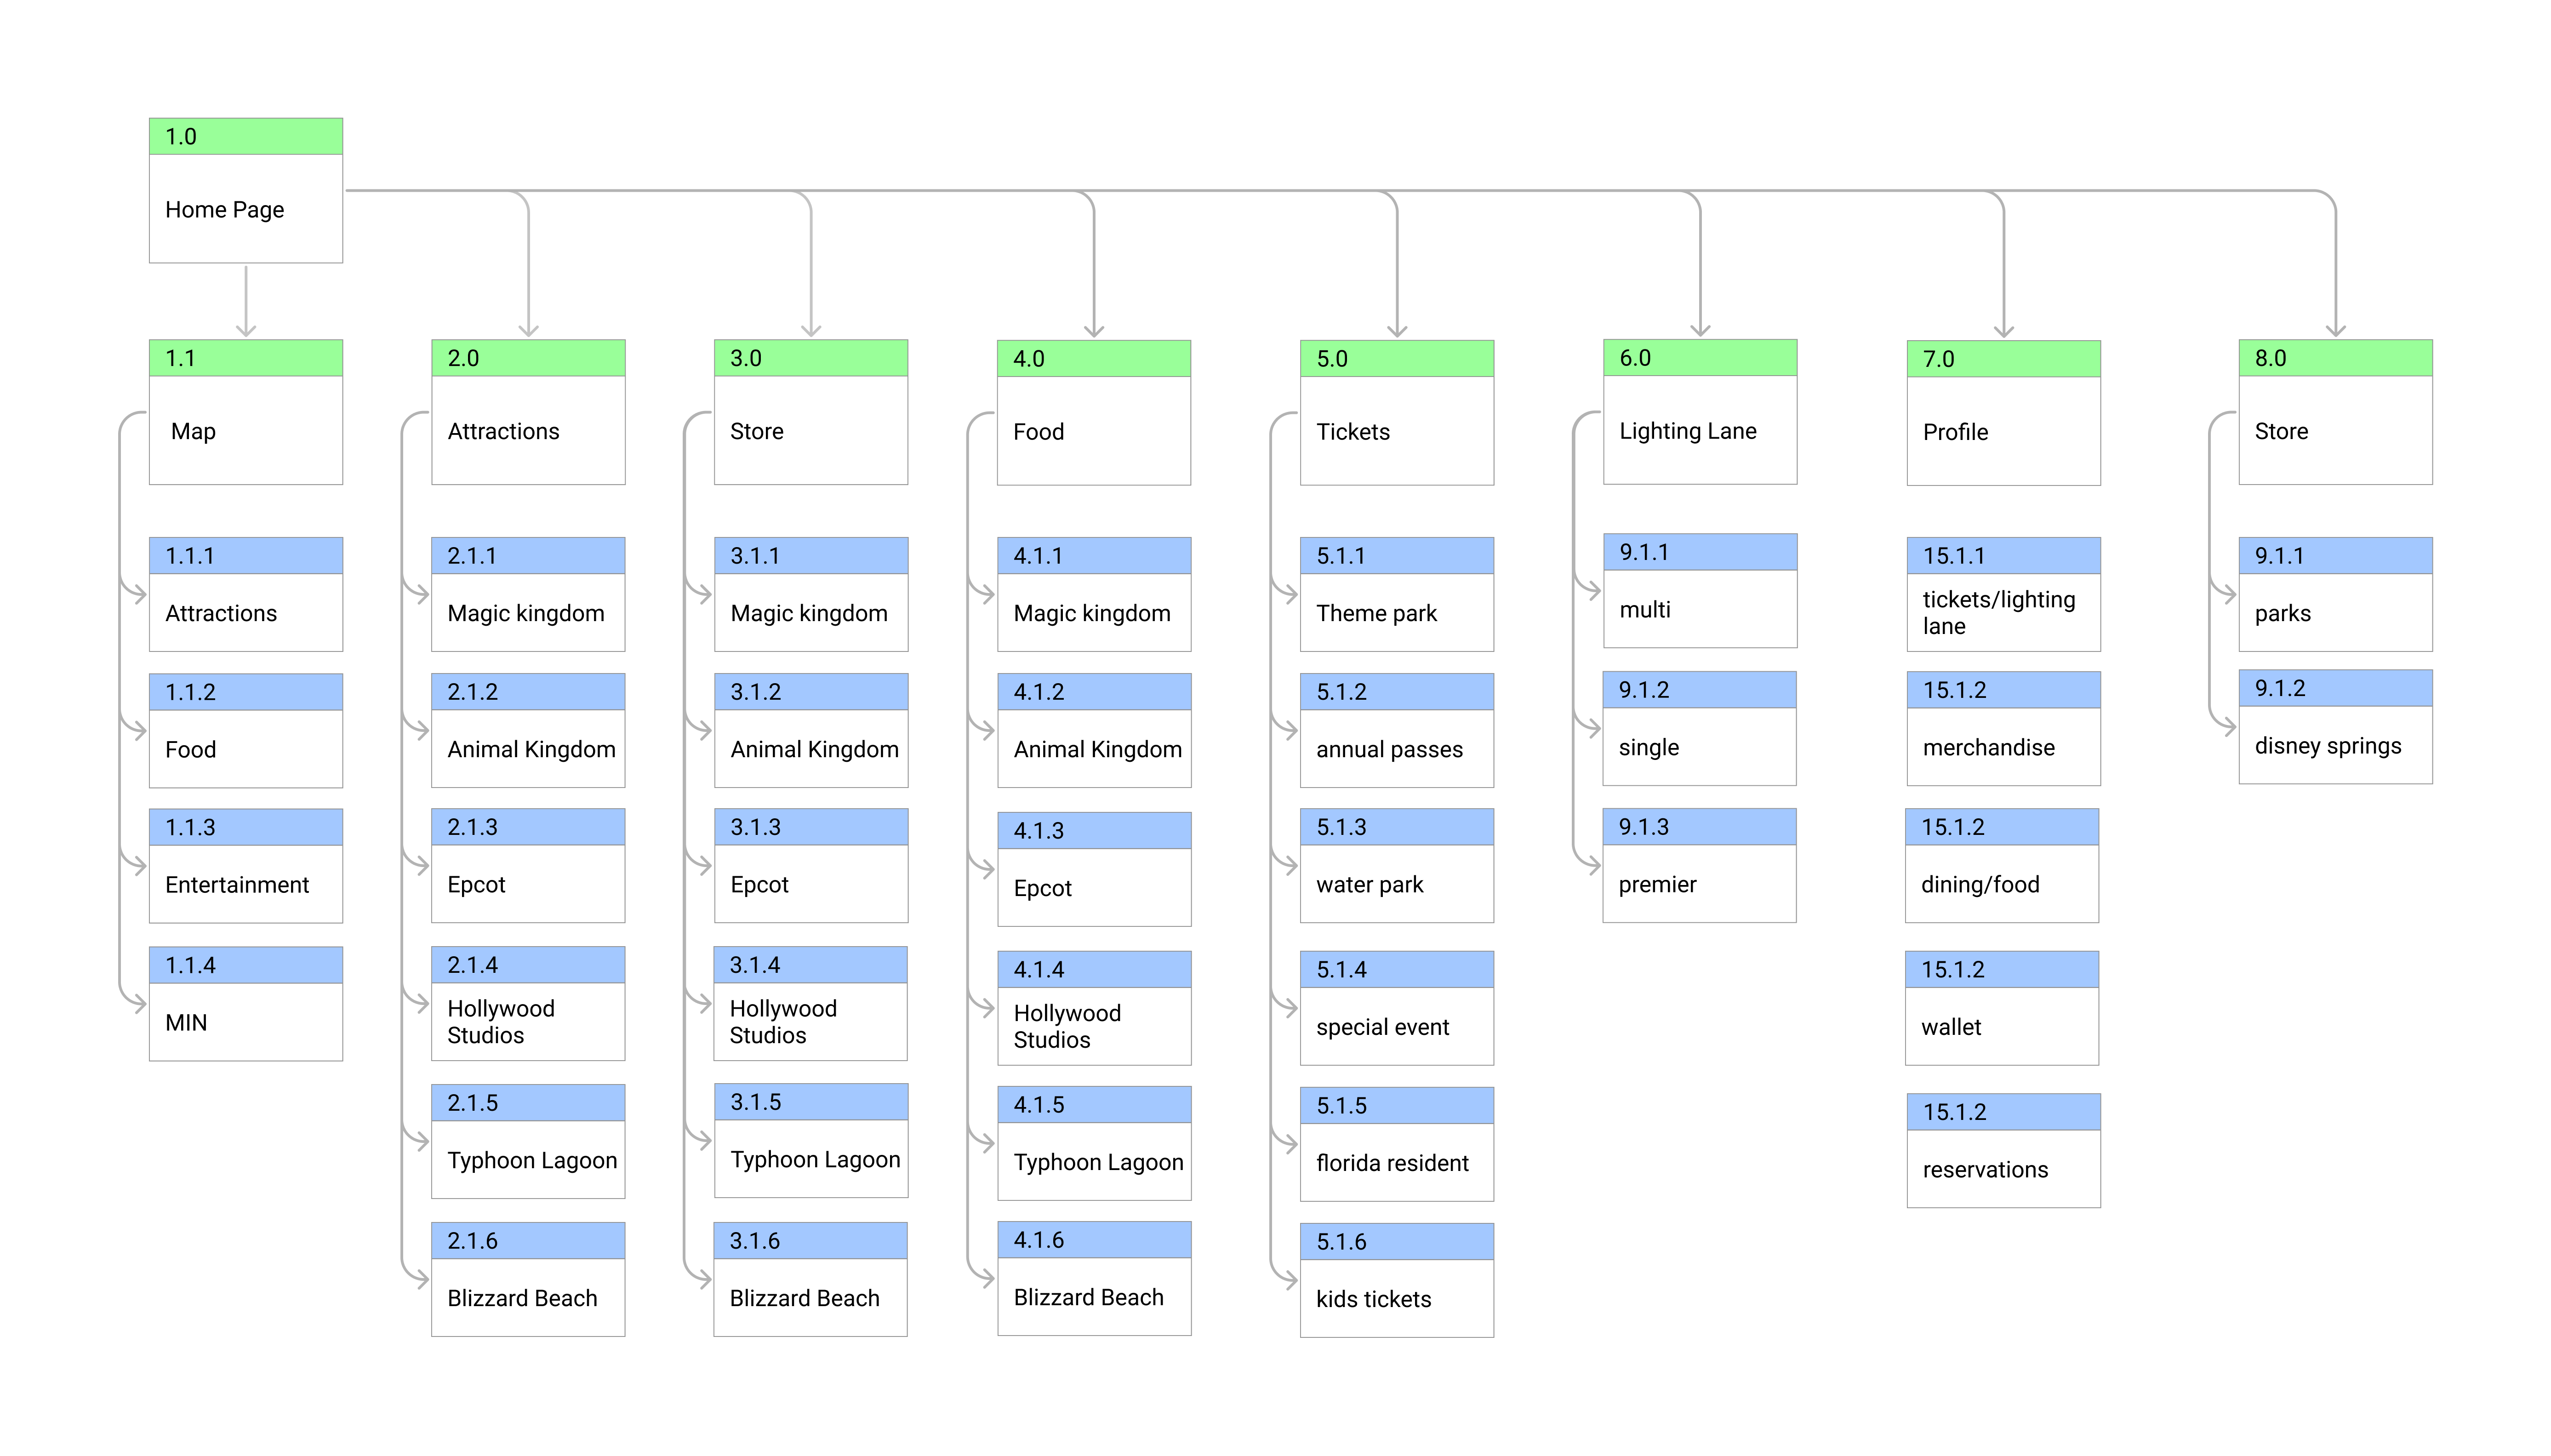 1.0
Home Page
1.1
Map
1.1.1
Attractions
1.1.2
Food
1.1.3
Entertainment
1.1.4
MIN
2.0
Attractions
2.1.1
Magic kingdom
2.1.2
Animal Kingdom
2.1.3
Epcot
2.1.4
Hollywood
Studios
2.1.5
Typhoon Lagoon
2.1.6
Blizzard Beach
3.0
Store
3.1.1
Magic kingdom
3.1.2
Animal Kingdom
3.1.3
Epcot
3.1.4
Hollywood
Studios
3.1.5
Typhoon Lagoon
3.1.6
Blizzard Beach
4.0
Food
4.1.1
Magic kingdom
4.1.2
Animal Kingdom
4.1.3
Epcot
4.1.4
Hollywood
Studios
4.1.5
Typhoon Lagoon
4.1.6
Blizzard Beach
5.0
Tickets
5.1.1
Theme park
5.1.2
annual passes
5.1.3
water park
5.1.4
special event
5.1.5
florida resident
5.1.6
kids tickets
6.0
Lighting Lane
9.1.1
multi
9.1.2
single
9.1.3
premier
7.0
Profile
15.1.1
tickets/lighting
lane
15.1.2
merchandise
15.1.2
dining/food
15.1.2
wallet
15.1.2
reservations
8.0
Store
9.1.1
parks
9.1.2
disney springs